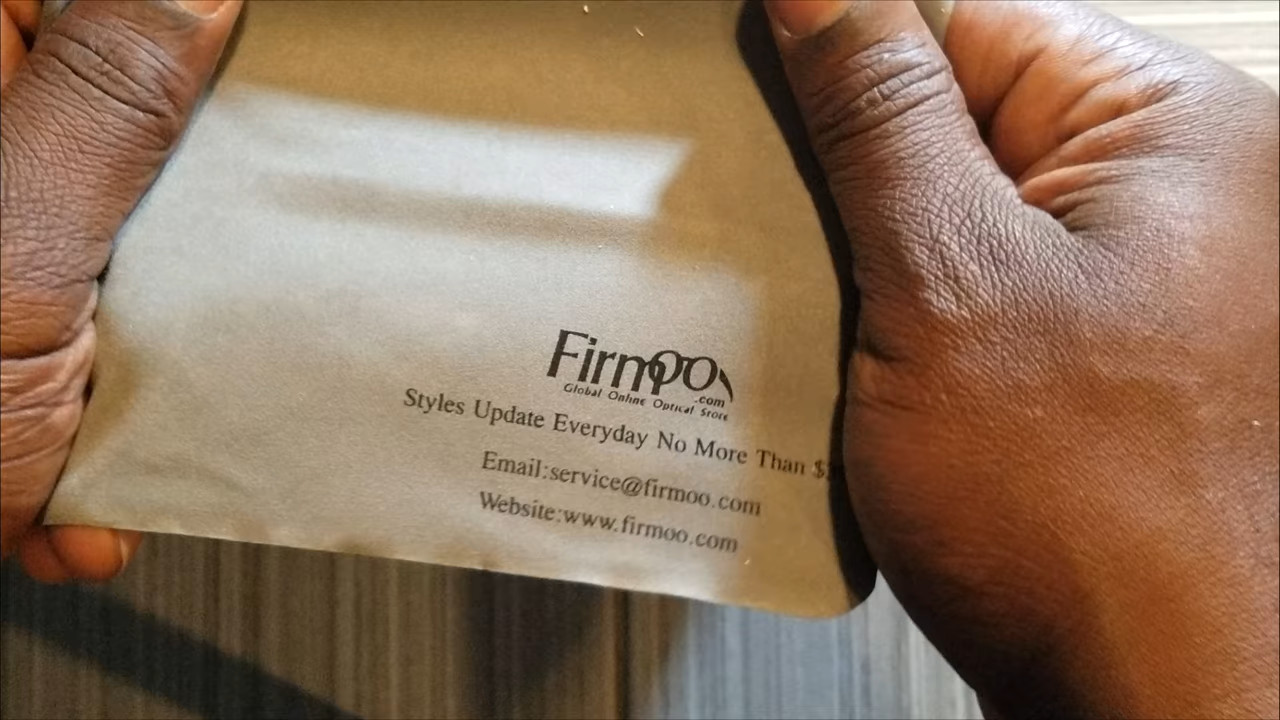 Firmoo
.com
Global Online Optical Store
Styles Update Everyday No More Than $
Email:service@firmoo.com
Website:www.firmoo.com